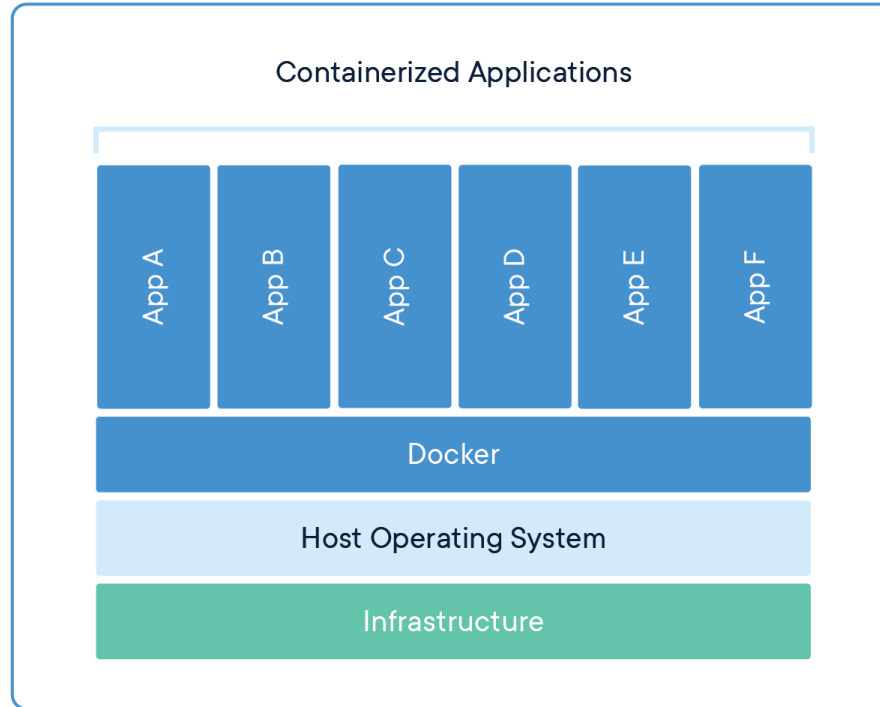 Containerized Applications
App A
App B
App C
App D
App E
App F
Docker
Host Operating System
Infrastructure